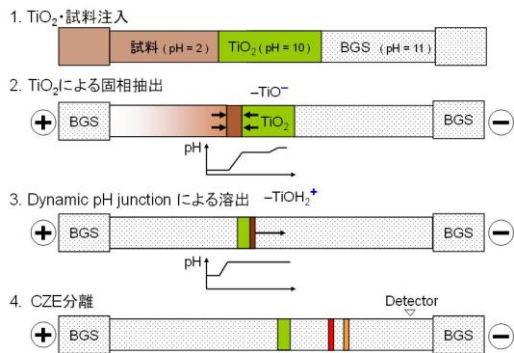 1. TiO2・試料注入
試料 ( pH = 2 ) TiO2 ( pH = 10 ) BGS ( pH = 11 )
2. TiO2による固相抽出 –TiO⁻
+ BGS TiO2 BGS −
pH
3. Dynamic pH junction による溶出 –TiOH2⁺
+ BGS BGS −
pH
4. CZE分離 Detector
+ BGS BGS −